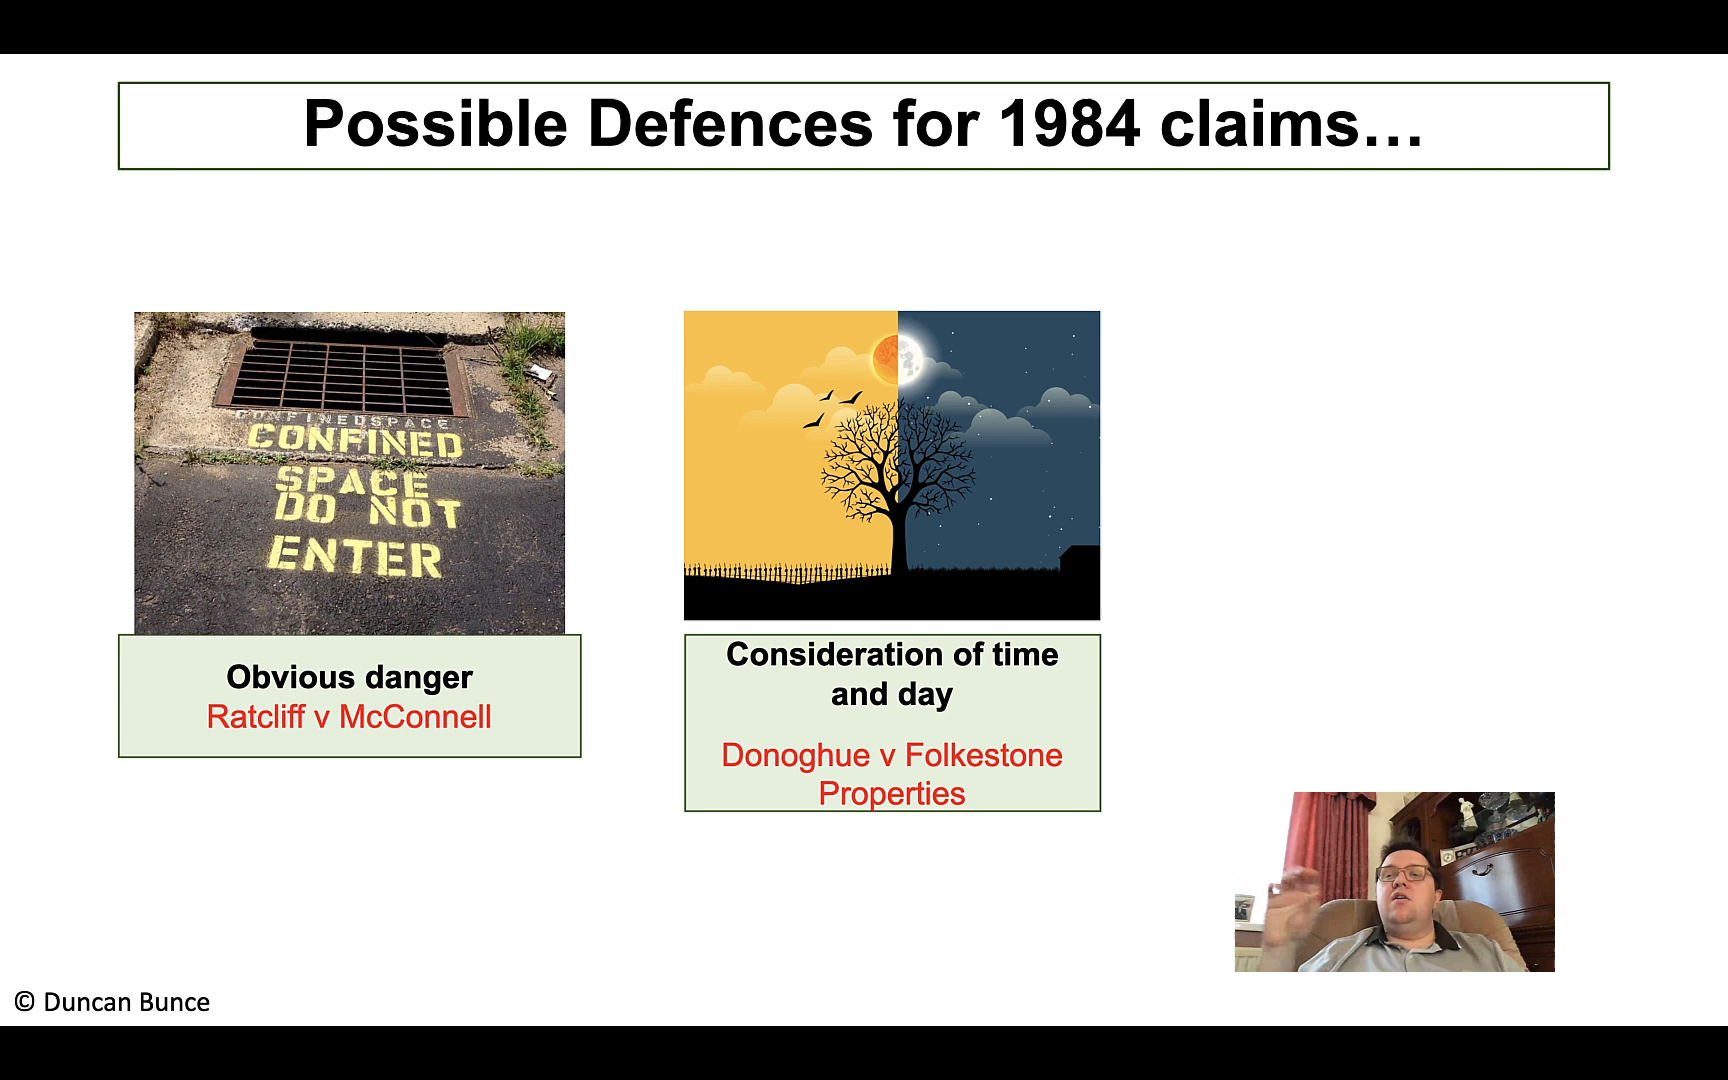 Possible Defences for 1984 claims…
CONFINEDSPACE
CONFINED
SPACE
DO NOT
ENTER
Obvious danger
Ratcliff v McConnell
Consideration of time
and day
Donoghue v Folkestone
Properties
© Duncan Bunce